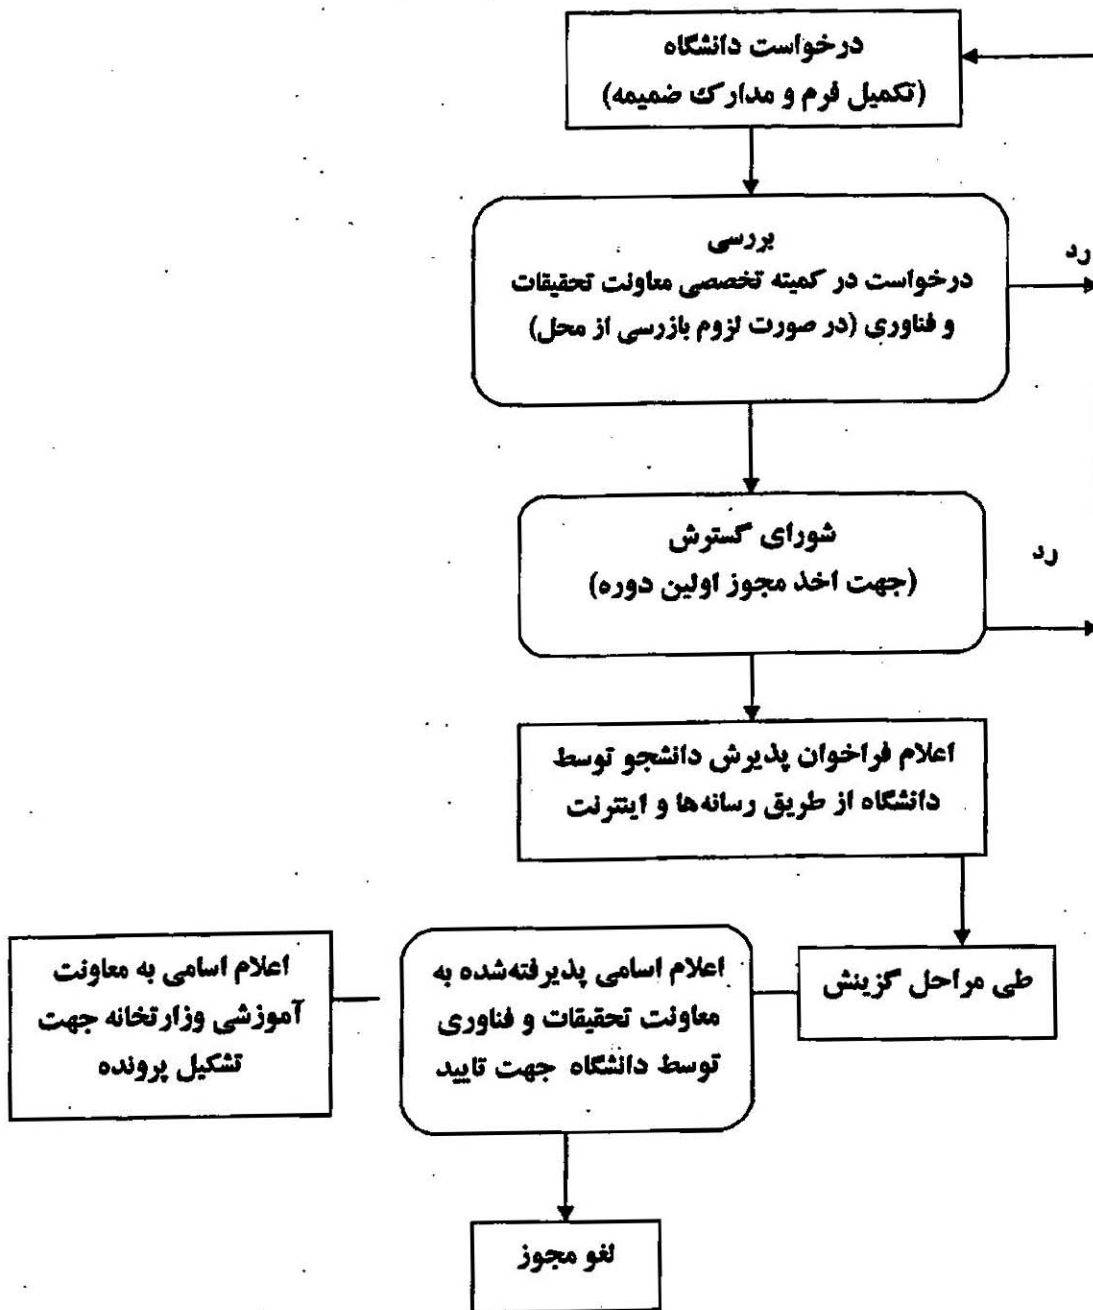 درخواست دانشگاه
(تکمیل فرم و مدارک ضمیمه)
بررسی
درخواست در کمیته تخصصی معاونت تحقیقات
و فناوری (در صورت لزوم بازرسی از محل)
رد
شورای گسترش
(جهت اخذ مجوز اولین دوره)
رد
اعلام فراخوان پذیرش دانشجو توسط
دانشگاه از طریق رسانه‌ها و اینترنت
طی مراحل گزینش
اعلام اسامی پذیرفته‌شده به
معاونت تحقیقات و فناوری
توسط دانشگاه جهت تایید
اعلام اسامی به معاونت
آموزشی وزارتخانه جهت
تشکیل پرونده
لغو مجوز